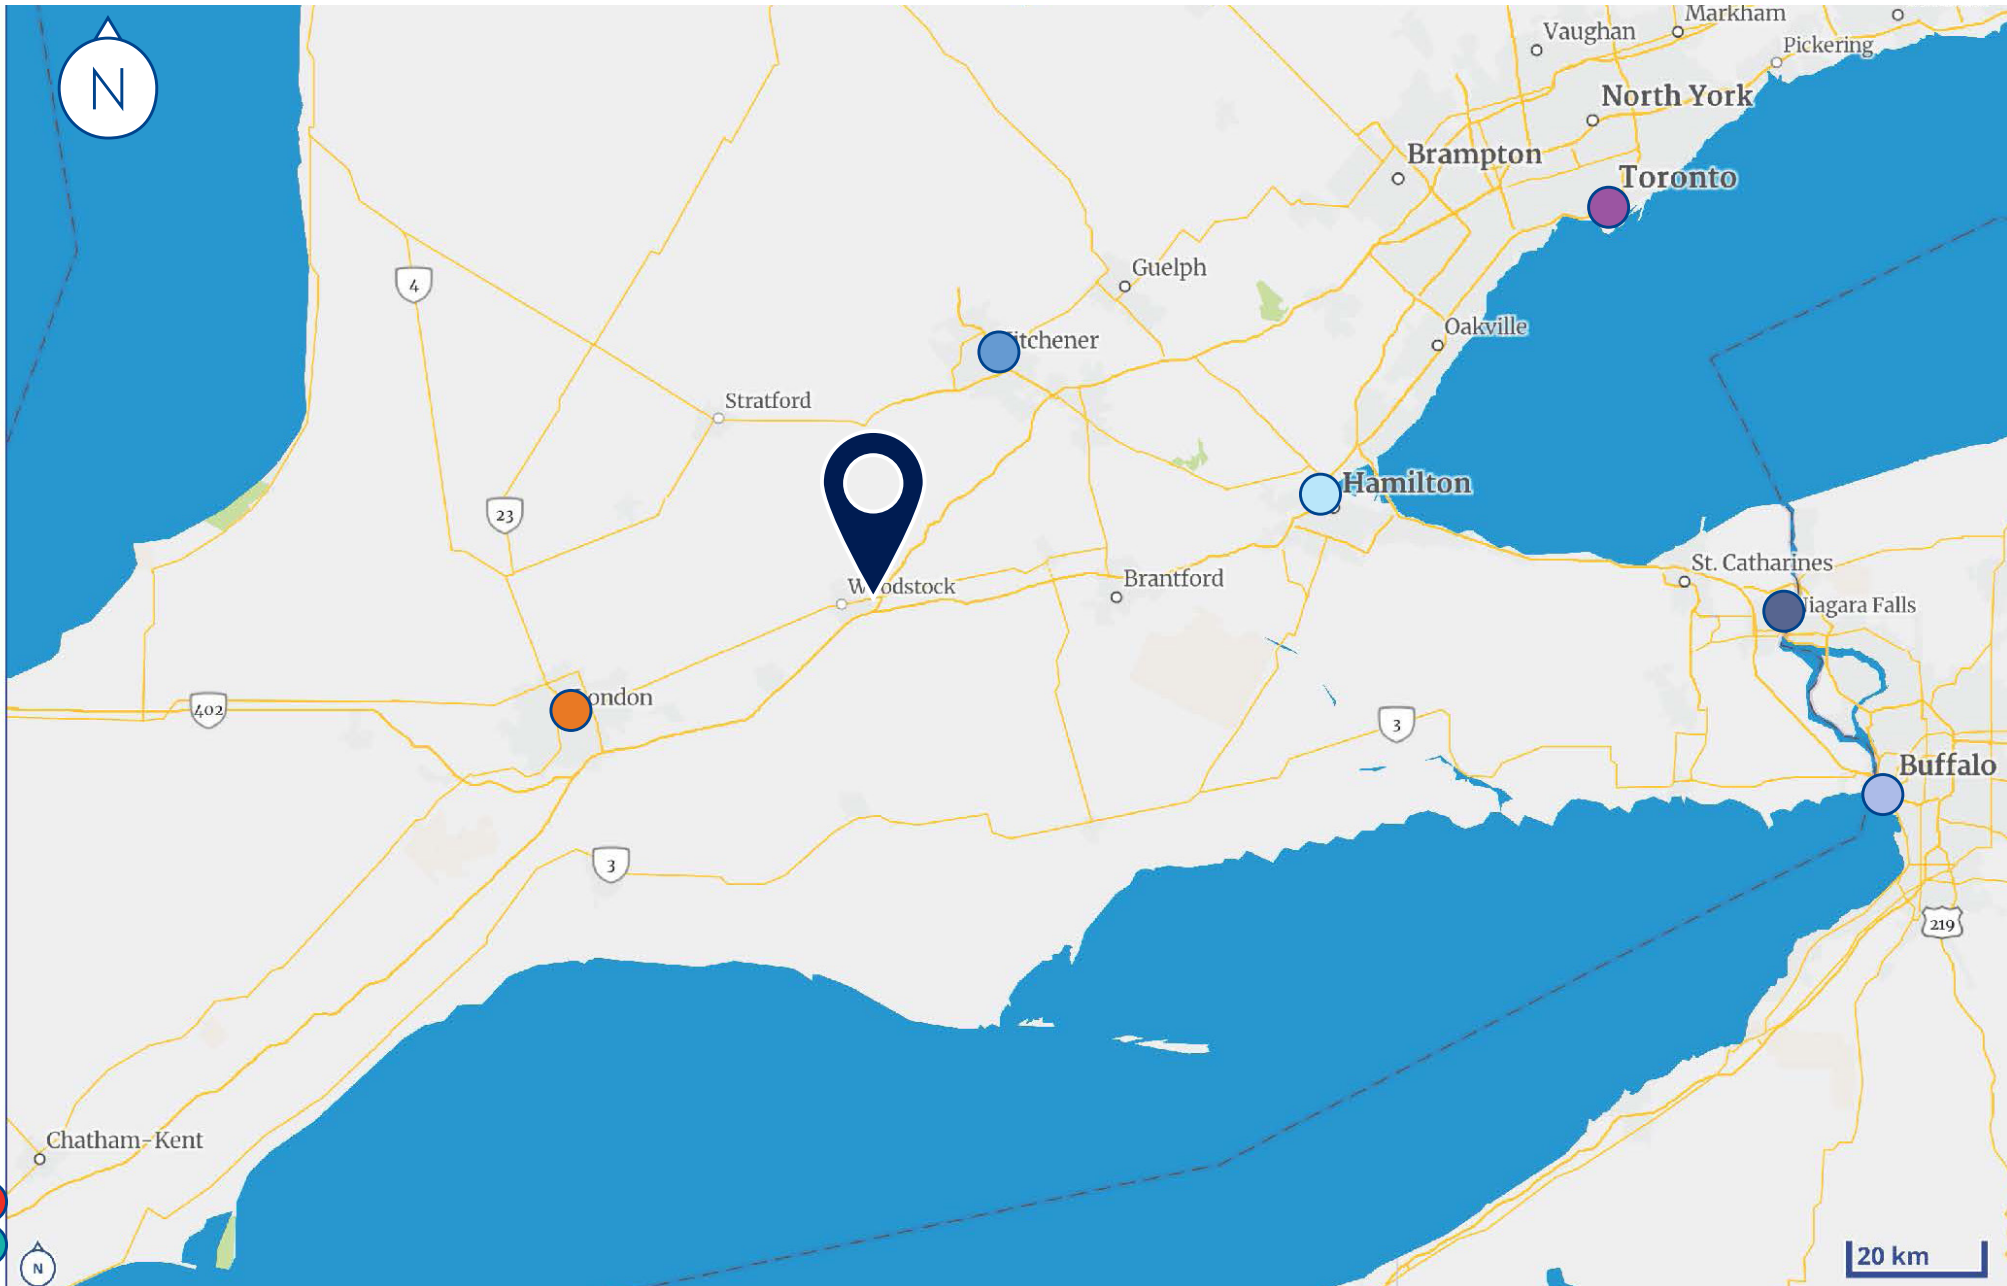 Markham
Vaughan
Pickering
N
North York
Brampton
Toronto
Guelph
4
Oakville
itchener
Stratford
Hamilton
23
St. Catharines
Brantford
W odstock
iagara Falls
ondon
402
3
Buffalo
3
219
Chatham-Kent
20 km
N